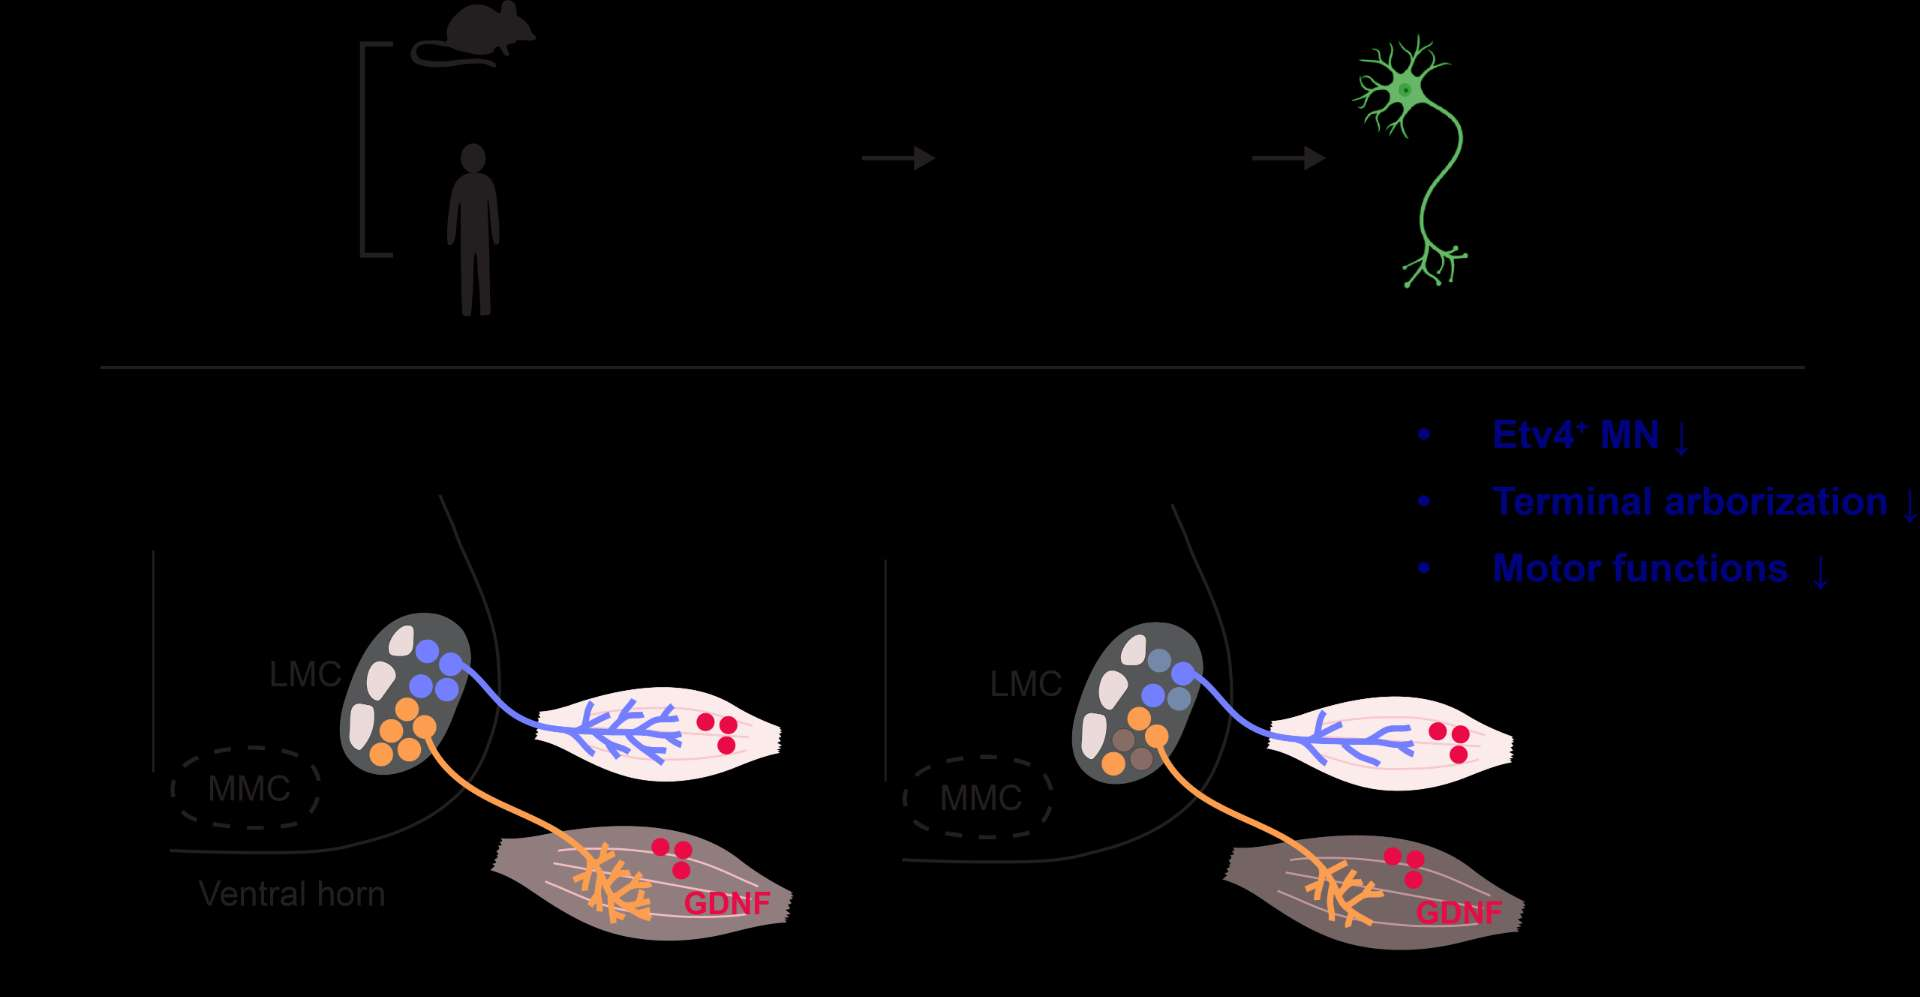 • Etv4⁺ MN ↓
• Terminal arborization ↓
• Motor functions ↓
LMC
MMC
Ventral horn
GDNF
LMC
MMC
GDNF